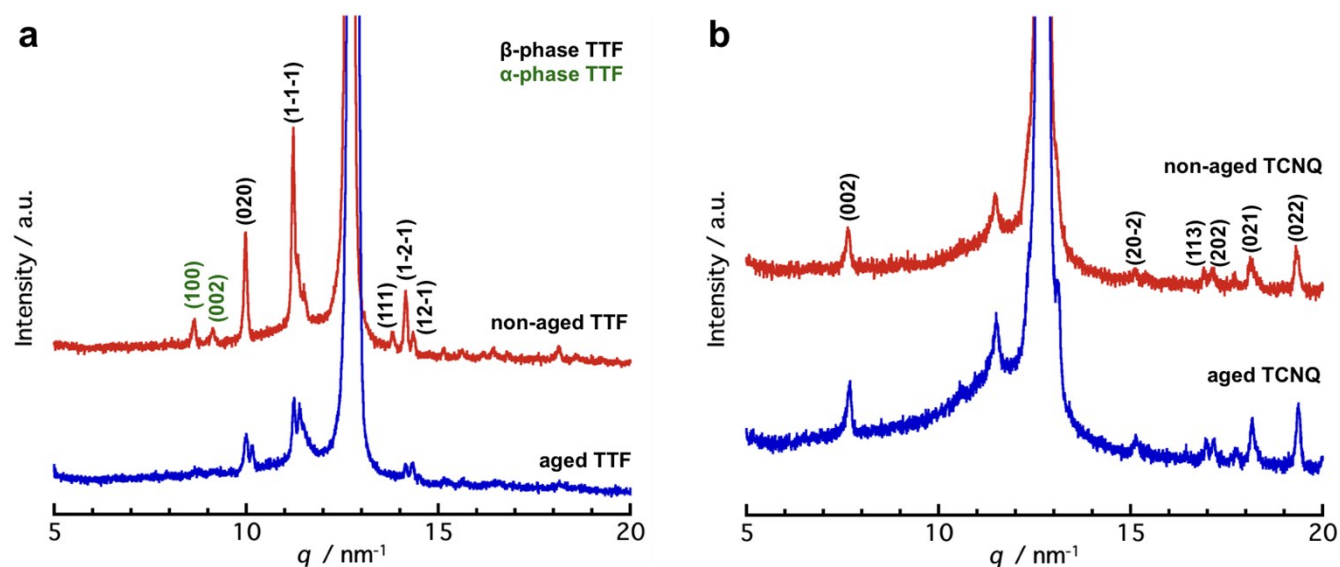 a
β-phase TTF
α-phase TTF
(100)
(002)
(020)
(1-1-1)
(111)
(1-2-1)
(12-1)
non-aged TTF
aged TTF
Intensity / a.u.
5
10
15
20
q / nm-1
b
(002)
(20-2)
(113)
(202)
(021)
(022)
non-aged TCNQ
aged TCNQ
Intensity / a.u.
5
10
15
20
q / nm-1